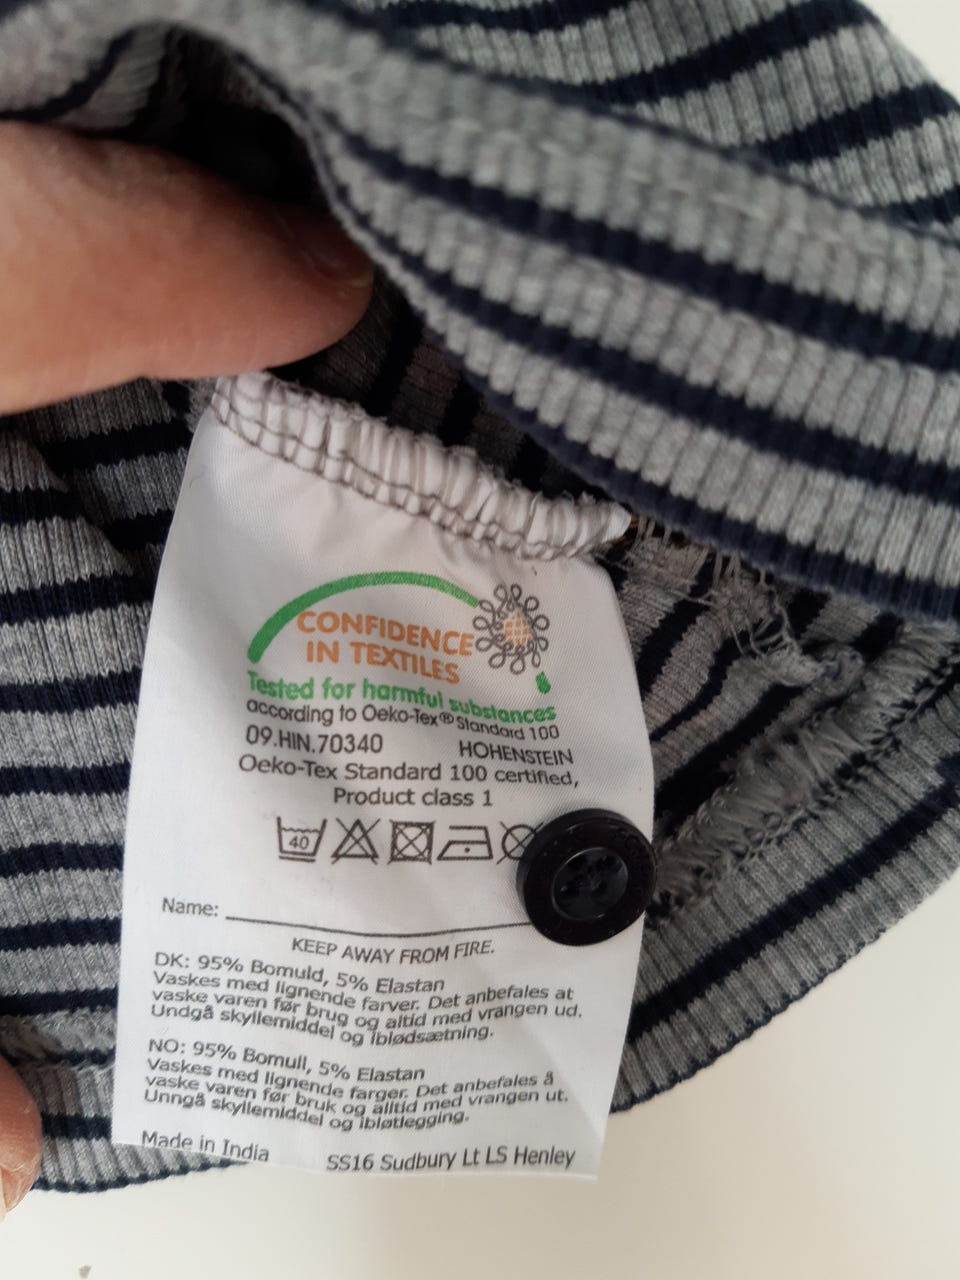 CONFIDENCE
IN TEXTILES
Tested for harmful substances
according to Oeko-Tex® Standard 100
09.HIN.70340 HOHENSTEIN
Oeko-Tex Standard 100 certified,
Product class 1
40
Name:
KEEP AWAY FROM FIRE.
DK: 95% Bomuld, 5% Elastan
Vaskes med lignende farver. Det anbefales at
vaske varen før brug og altid med vrangen ud.
Undgå skyllemiddel og iblødsætning.
NO: 95% Bomull, 5% Elastan
Vaskes med lignende farger. Det anbefales å
vaske varen før bruk og alltid med vrangen ut.
Unngå skyllemiddel og ibløtlegging.
Made in India SS16 Sudbury Lt LS Henley